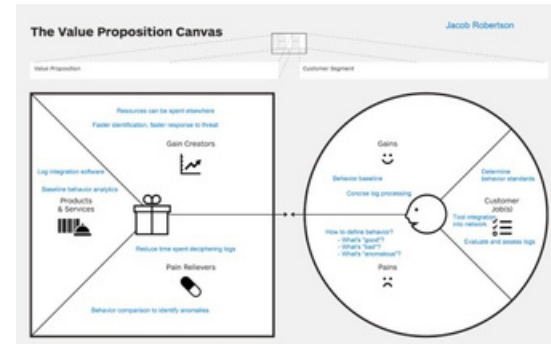 The Value Proposition Canvas
Jacob Robertson
Value Proposition
Customer Segment
Resources can be spent elsewhere
Faster identification, faster response to threat
Gain Creators
Log integration software
Baseline behavior analytics
Products
& Services
Reduce time spent deciphering logs
Pain Relievers
Behavior comparison to identify anomalies
Gains
Behavior baseline
Concise log processing
Determine
behavior standards
Customer
Job(s)
Tool integration
into network
Evaluate and assess logs
How to define behavior?
- What's "good"?
- What's "bad"?
- What's "anomalous"?
Pains